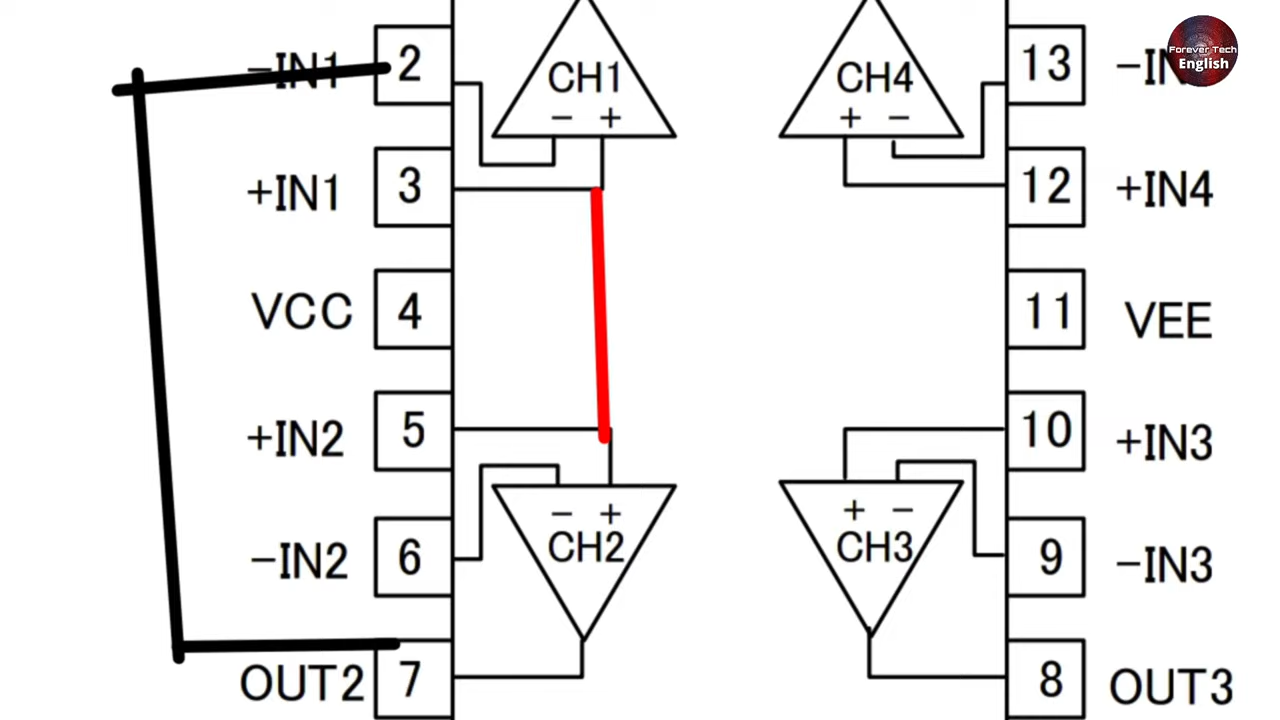 Forever Tech
English
-IN1 2 CH1 CH4 13
- + + -
+IN1 3 12 +IN4
VCC 4 11 VEE
+IN2 5 10 +IN3
- + + -
-IN2 6 CH2 CH3 9 -IN3
OUT2 7 8 OUT3